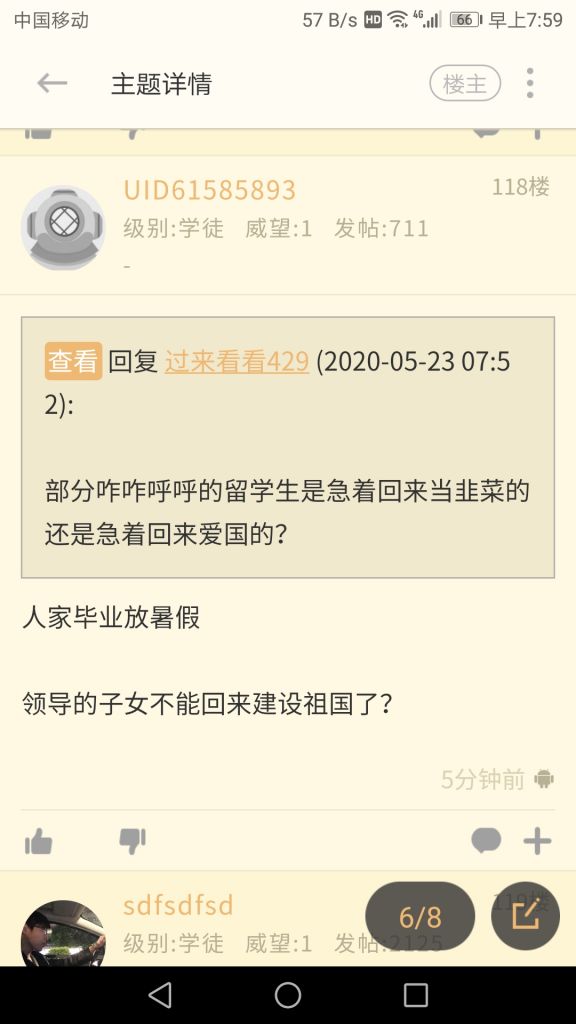 中国移动 57 B/s HD 4G 66 早上7:59
主题详情 楼主
UID61585893 118楼
级别:学徒 威望:1 发帖:711
-
查看 回复 过来看看429 (2020-05-23 07:5
2):
部分咋咋呼呼的留学生是急着回来当韭菜的
还是急着回来爱国的？
人家毕业放暑假
领导的子女不能回来建设祖国了？
5分钟前
sdfsdfsd 119楼
级别:学徒 威望:1 发帖:2125
6/8